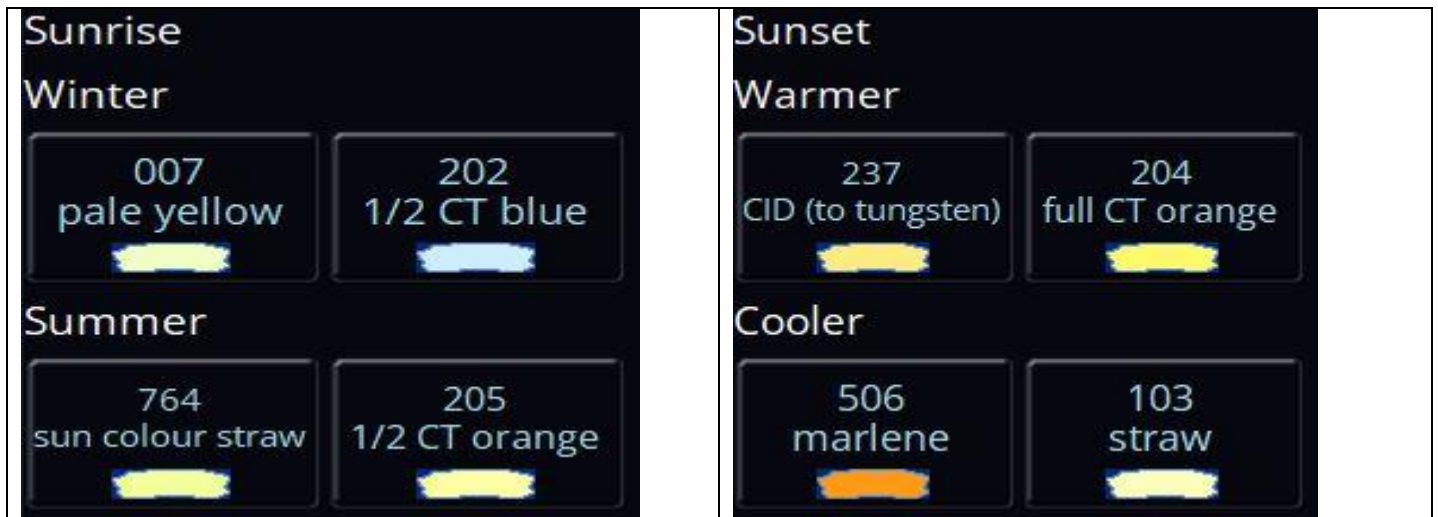 Sunrise
Winter
007
pale yellow
202
1/2 CT blue
Summer
764
sun colour straw
205
1/2 CT orange
Sunset
Warmer
237
CID (to tungsten)
204
full CT orange
Cooler
506
marlene
103
straw